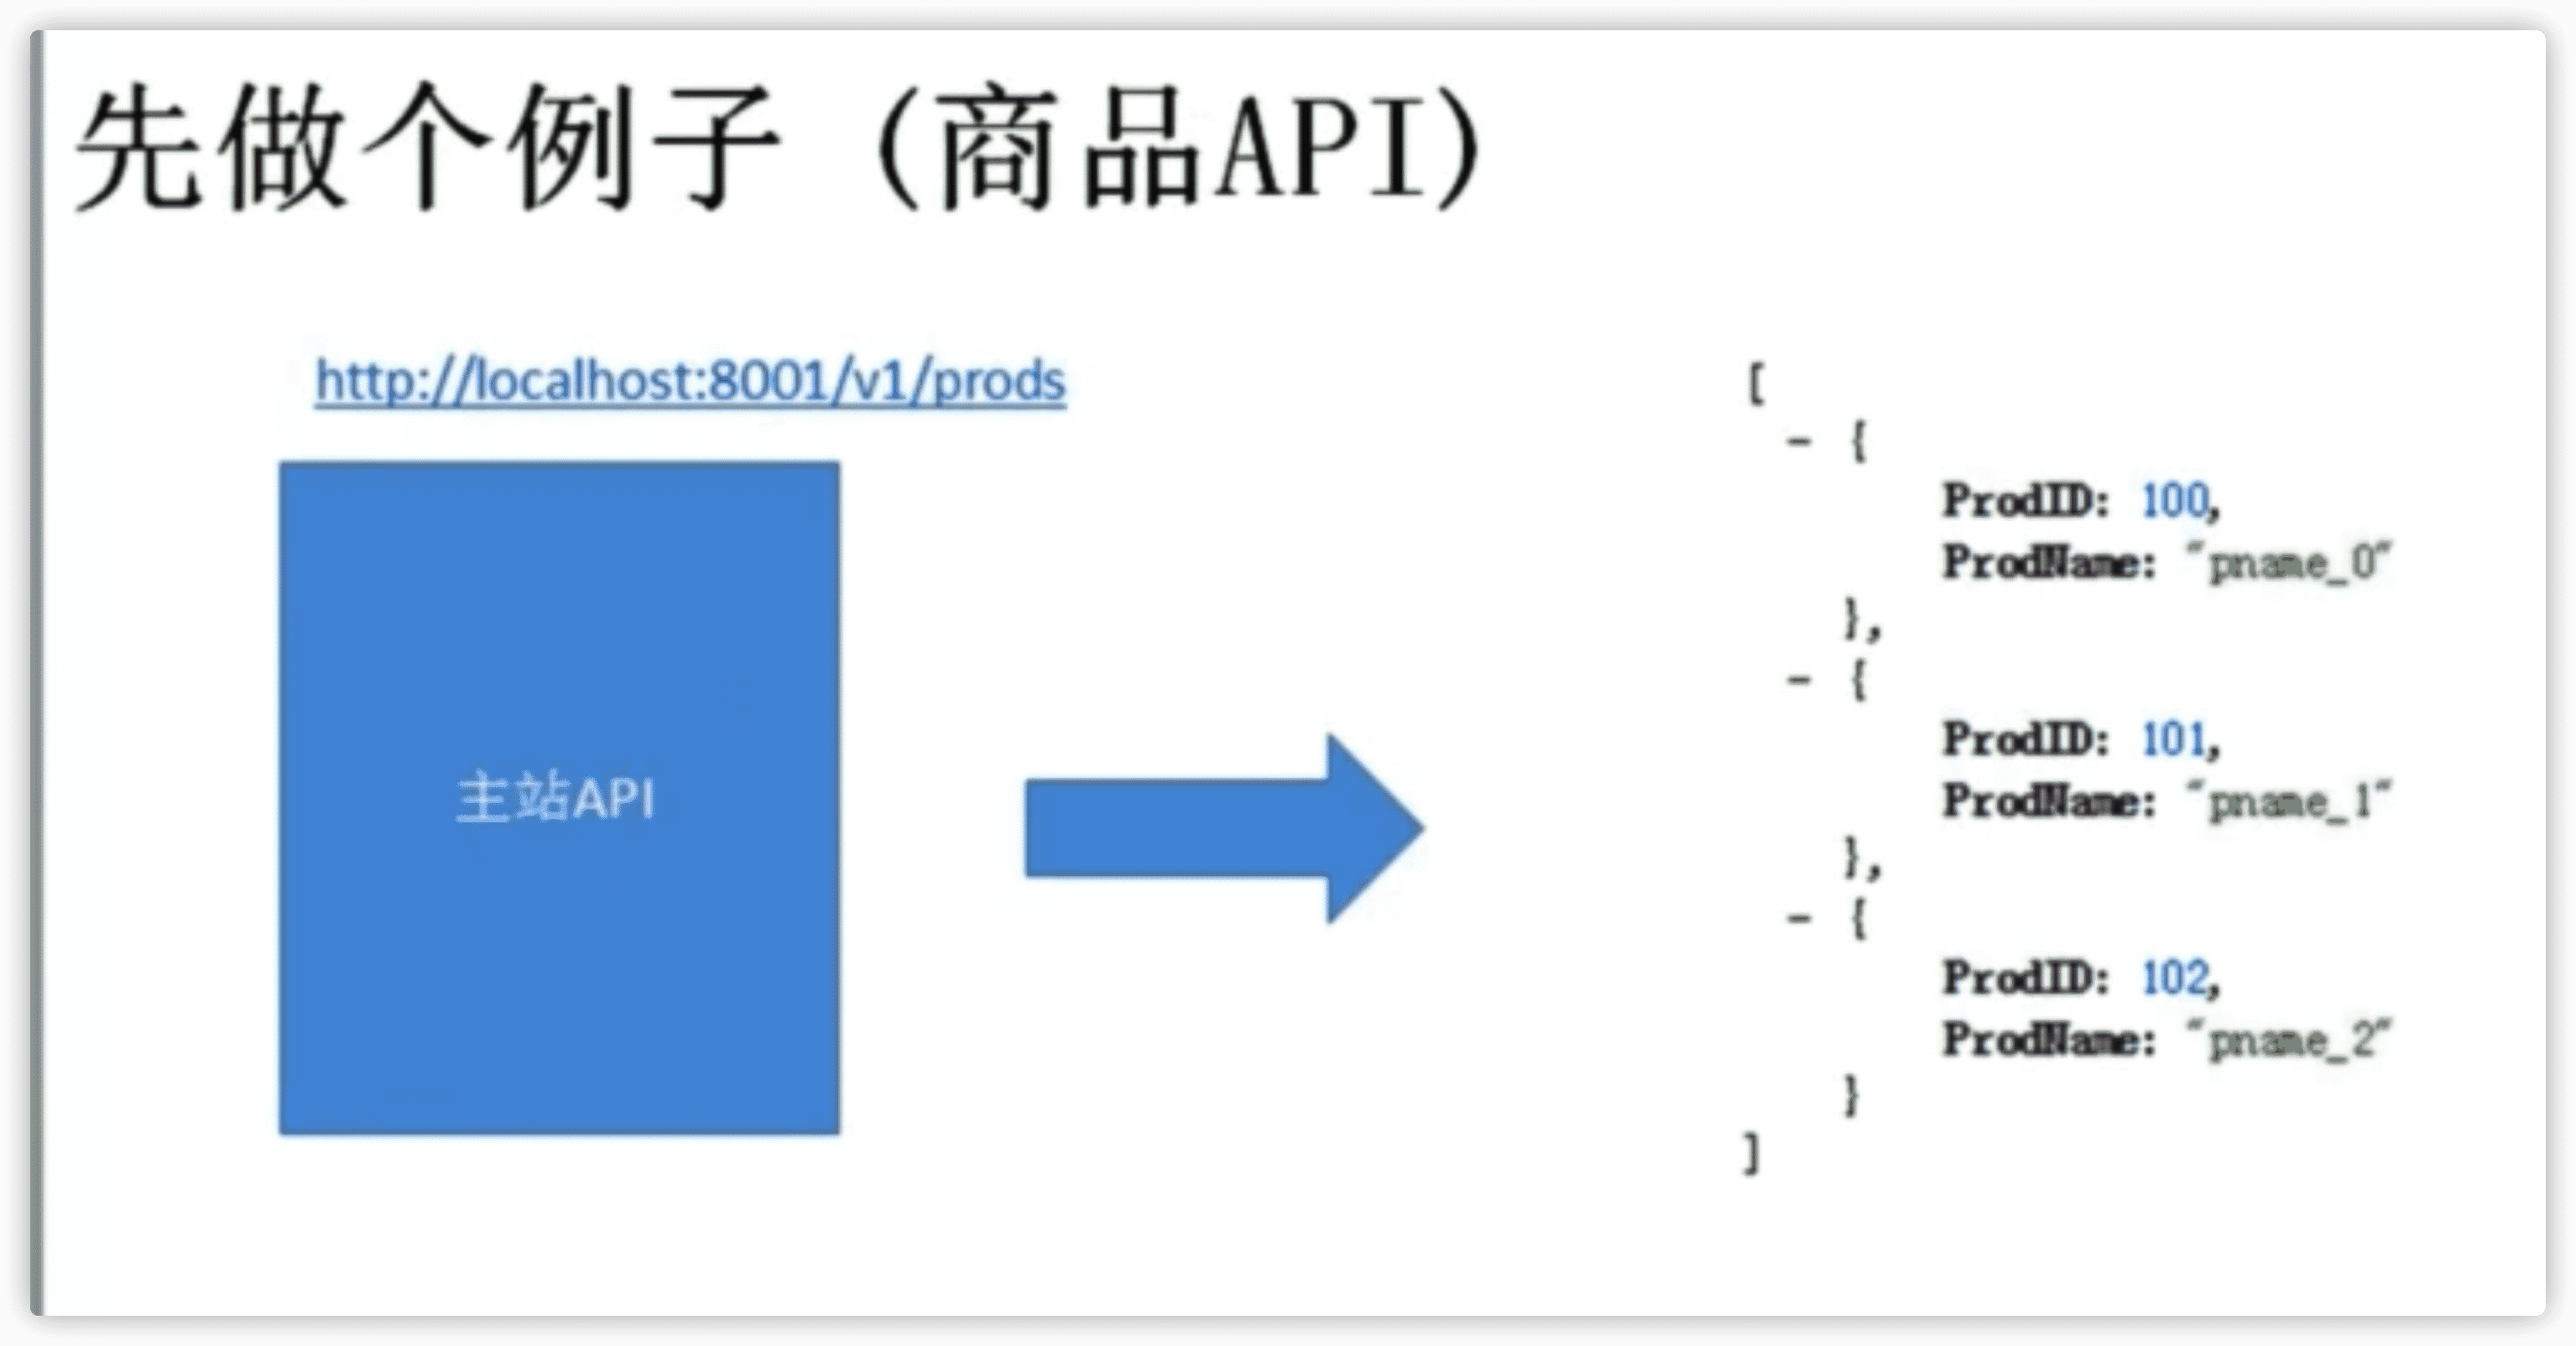 先做个例子（商品API）
http://localhost:8001/v1/prods
主站API
[
- {
ProdID: 100,
ProdName: "pname_0"
},
- {
ProdID: 101,
ProdName: "pname_1"
},
- {
ProdID: 102,
ProdName: "pname_2"
}
]